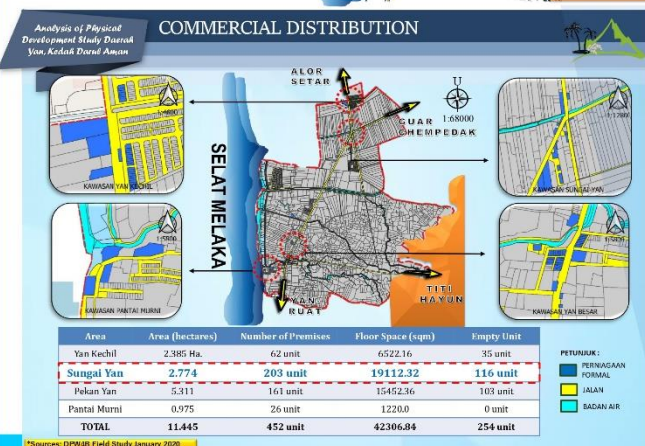 Analysis of Physical
Development Study Daerah
Yan, Kedah Darul Aman
COMMERCIAL DISTRIBUTION
ALOR
SETAR
U
1:68000
GUAR
CHEMPEDAK
KAWASAN YAN KECHIL
KAWASAN SUNGAI YAN
SELAT MELAKA
KAWASAN PANTAI MURNI
YAN
RUAT
TITI
HAYUN
KAWASAN YAN BESAR
Area Area (hectares) Number of Premises Floor Space (sqm) Empty Unit
Yan Kechil 2.385 Ha. 62 unit 6522.16 35 unit
Sungai Yan 2.774 203 unit 19112.32 116 unit
Pekan Yan 5.311 161 unit 15452.36 103 unit
Pantai Murni 0.975 26 unit 1220.0 0 unit
TOTAL 11.445 452 unit 42306.84 254 unit
PETUNJUK :
PERNIAGAAN
FORMAL
JALAN
BADAN AIR
*Sources: DPW4B Field Study January 2020